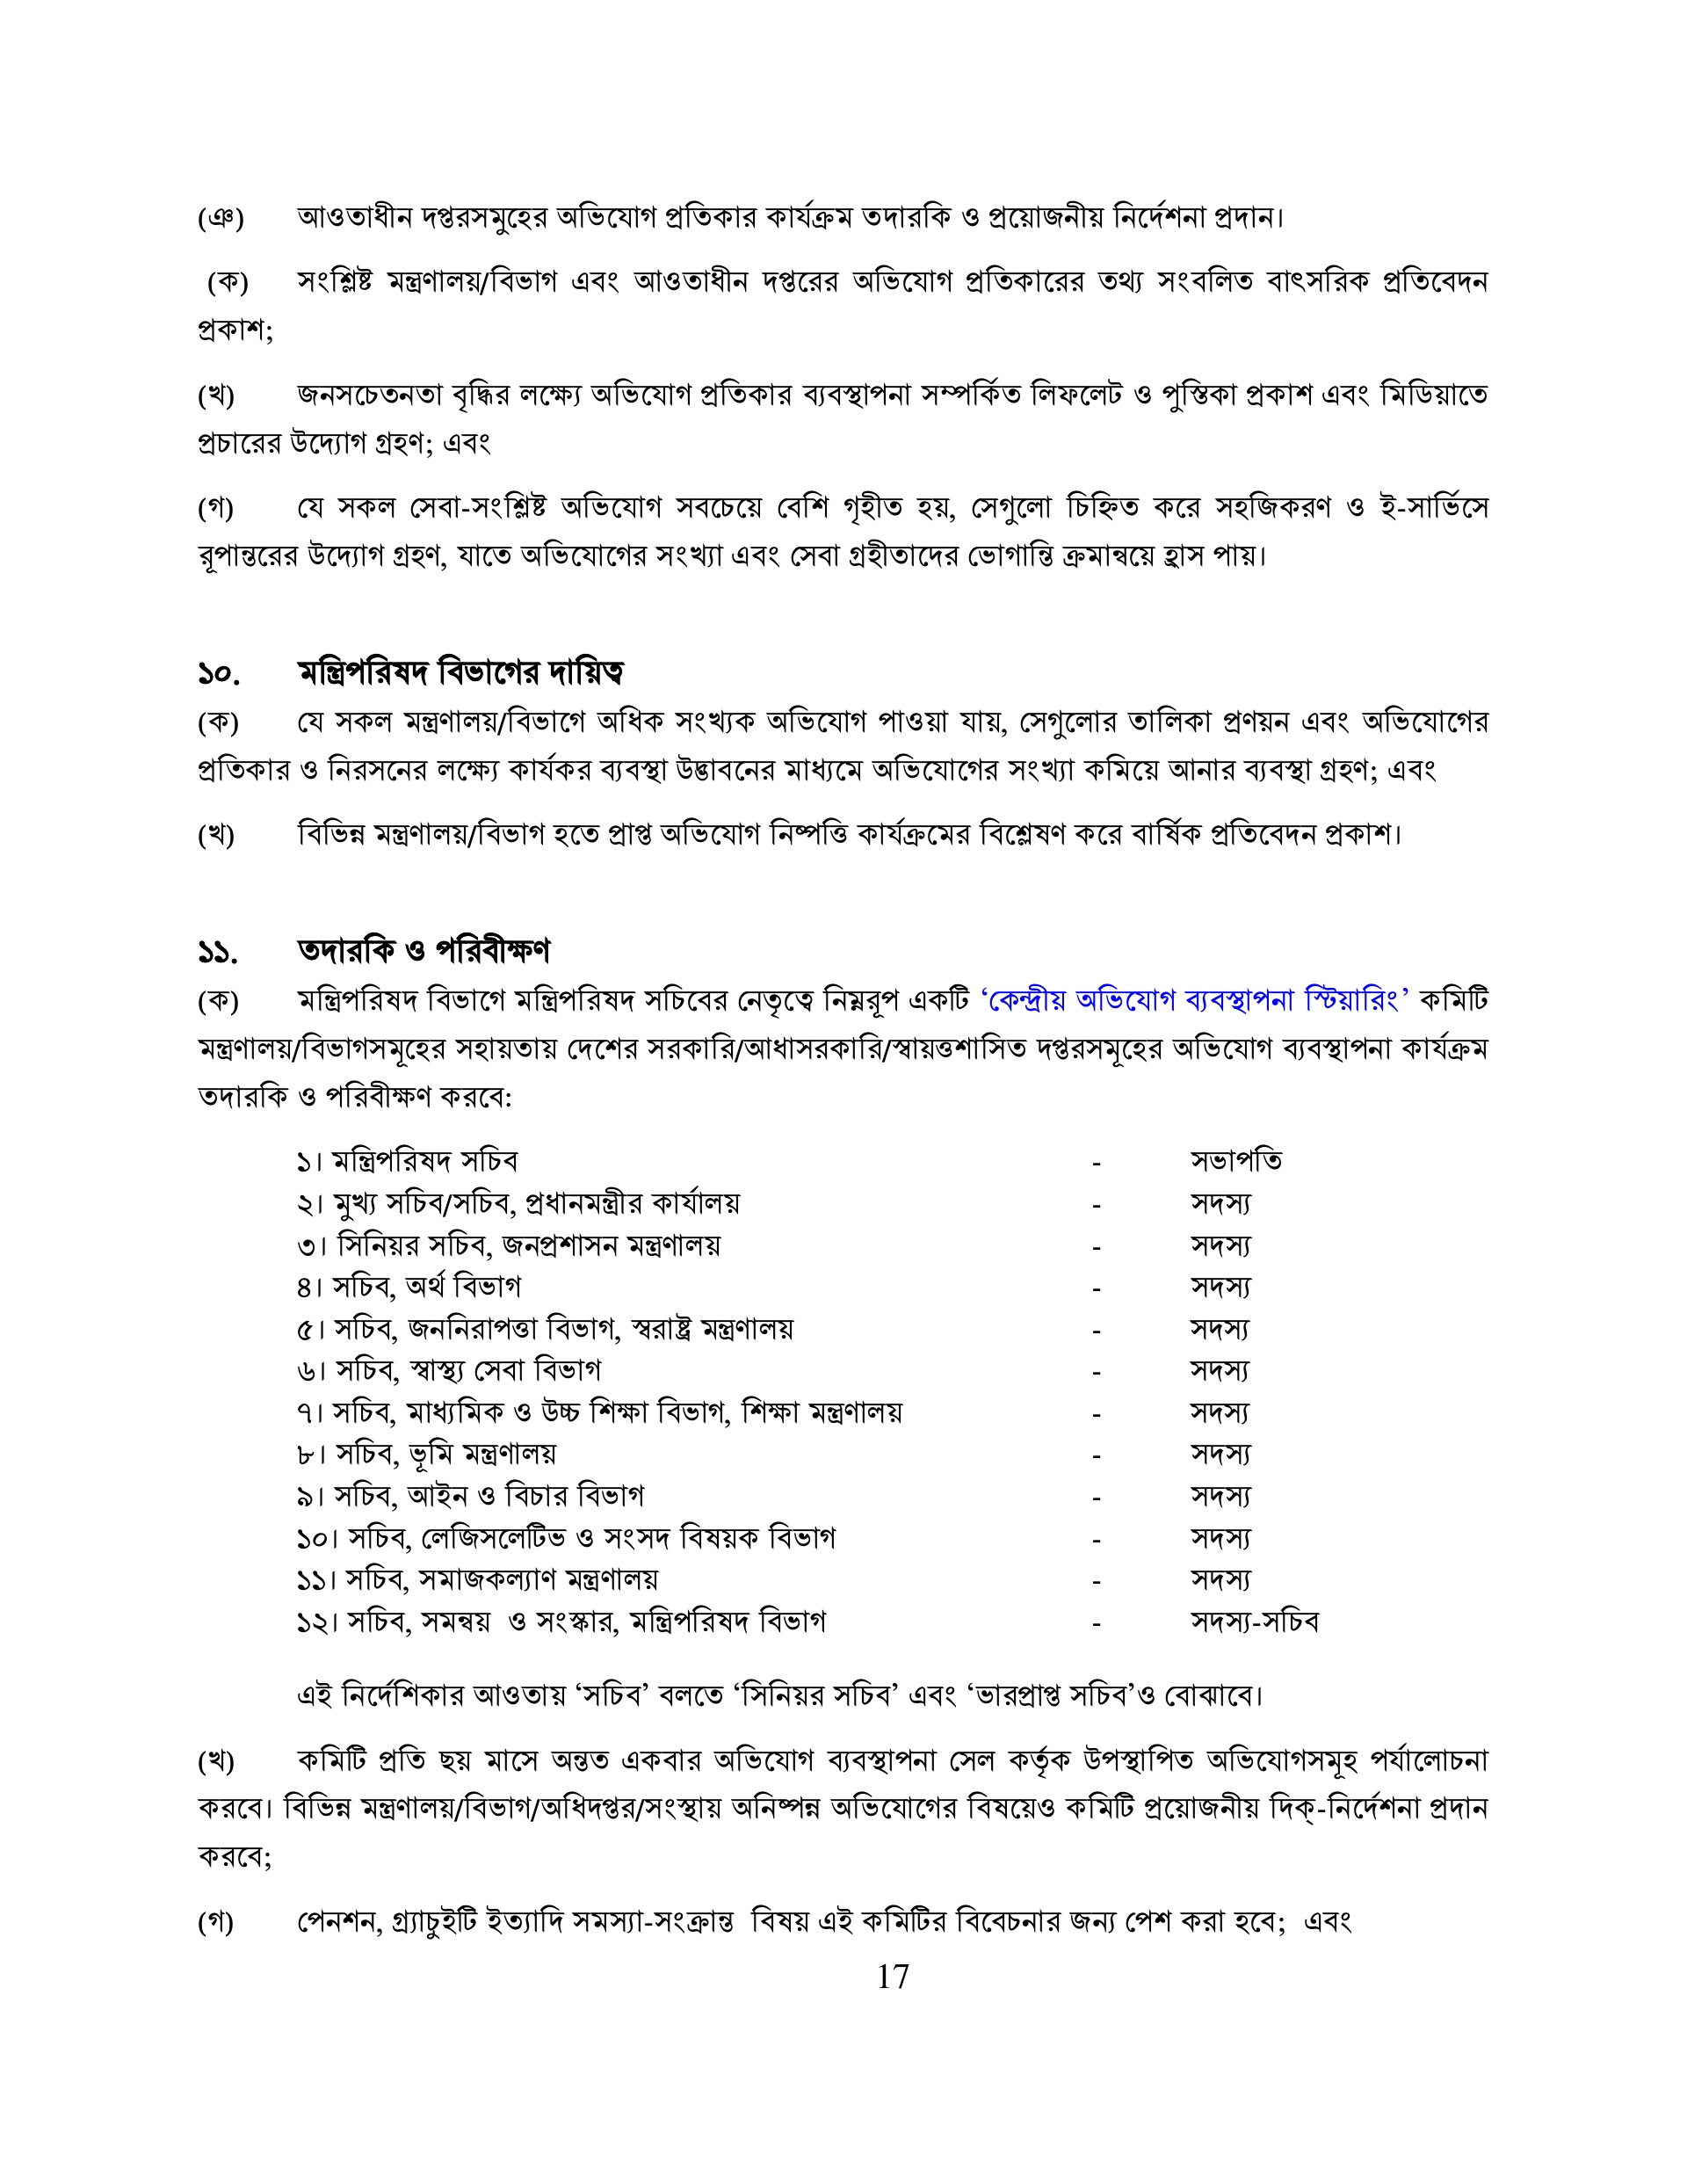 (ঞ) আওতাধীন দপ্তরসমুহের অভিযোগ প্রতিকার কার্যক্রম তদারকি ও প্রয়োজনীয় নির্দেশনা প্রদান।
(ক) সংশ্লিষ্ট মন্ত্রণালয়/বিভাগ এবং আওতাধীন দপ্তরের অভিযোগ প্রতিকারের তথ্য সংবলিত বাৎসরিক প্রতিবেদন
প্রকাশ;
(খ) জনসচেতনতা বৃদ্ধির লক্ষ্যে অভিযোগ প্রতিকার ব্যবস্থাপনা সম্পর্কিত লিফলেট ও পুস্তিকা প্রকাশ এবং মিডিয়াতে
প্রচারের উদ্যোগ গ্রহণ; এবং
(গ) যে সকল সেবা-সংশ্লিষ্ট অভিযোগ সবচেয়ে বেশি গৃহীত হয়, সেগুলো চিহ্নিত করে সহজিকরণ ও ই-সার্ভিসে
রূপান্তরের উদ্যোগ গ্রহণ, যাতে অভিযোগের সংখ্যা এবং সেবা গ্রহীতাদের ভোগান্তি ক্রমান্বয়ে হ্রাস পায়।
১০. মন্ত্রিপরিষদ বিভাগের দায়িত্ব
(ক) যে সকল মন্ত্রণালয়/বিভাগে অধিক সংখ্যক অভিযোগ পাওয়া যায়, সেগুলোর তালিকা প্রণয়ন এবং অভিযোগের
প্রতিকার ও নিরসনের লক্ষ্যে কার্যকর ব্যবস্থা উদ্ভাবনের মাধ্যমে অভিযোগের সংখ্যা কমিয়ে আনার ব্যবস্থা গ্রহণ; এবং
(খ) বিভিন্ন মন্ত্রণালয়/বিভাগ হতে প্রাপ্ত অভিযোগ নিষ্পত্তি কার্যক্রমের বিশ্লেষণ করে বার্ষিক প্রতিবেদন প্রকাশ।
১১. তদারকি ও পরিবীক্ষণ
(ক) মন্ত্রিপরিষদ বিভাগে মন্ত্রিপরিষদ সচিবের নেতৃত্বে নিম্নরূপ একটি ‘কেন্দ্রীয় অভিযোগ ব্যবস্থাপনা স্টিয়ারিং’ কমিটি
মন্ত্রণালয়/বিভাগসমূহের সহায়তায় দেশের সরকারি/আধাসরকারি/স্বায়ত্তশাসিত দপ্তরসমূহের অভিযোগ ব্যবস্থাপনা কার্যক্রম
তদারকি ও পরিবীক্ষণ করবে:
১। মন্ত্রিপরিষদ সচিব - সভাপতি
২। মুখ্য সচিব/সচিব, প্রধানমন্ত্রীর কার্যালয় - সদস্য
৩। সিনিয়র সচিব, জনপ্রশাসন মন্ত্রণালয় - সদস্য
৪। সচিব, অর্থ বিভাগ - সদস্য
৫। সচিব, জননিরাপত্তা বিভাগ, স্বরাষ্ট্র মন্ত্রণালয় - সদস্য
৬। সচিব, স্বাস্থ্য সেবা বিভাগ - সদস্য
৭। সচিব, মাধ্যমিক ও উচ্চ শিক্ষা বিভাগ, শিক্ষা মন্ত্রণালয় - সদস্য
৮। সচিব, ভূমি মন্ত্রণালয় - সদস্য
৯। সচিব, আইন ও বিচার বিভাগ - সদস্য
১০। সচিব, লেজিসলেটিভ ও সংসদ বিষয়ক বিভাগ - সদস্য
১১। সচিব, সমাজকল্যাণ মন্ত্রণালয় - সদস্য
১২। সচিব, সমন্বয় ও সংস্কার, মন্ত্রিপরিষদ বিভাগ - সদস্য-সচিব
এই নির্দেশিকার আওতায় ‘সচিব’ বলতে ‘সিনিয়র সচিব’ এবং ‘ভারপ্রাপ্ত সচিব’ও বোঝাবে।
(খ) কমিটি প্রতি ছয় মাসে অন্তত একবার অভিযোগ ব্যবস্থাপনা সেল কর্তৃক উপস্থাপিত অভিযোগসমূহ পর্যালোচনা
করবে। বিভিন্ন মন্ত্রণালয়/বিভাগ/অধিদপ্তর/সংস্থায় অনিষ্পন্ন অভিযোগের বিষয়েও কমিটি প্রয়োজনীয় দিক্-নির্দেশনা প্রদান
করবে;
(গ) পেনশন, গ্র্যাচুইটি ইত্যাদি সমস্যা-সংক্রান্ত বিষয় এই কমিটির বিবেচনার জন্য পেশ করা হবে; এবং
17